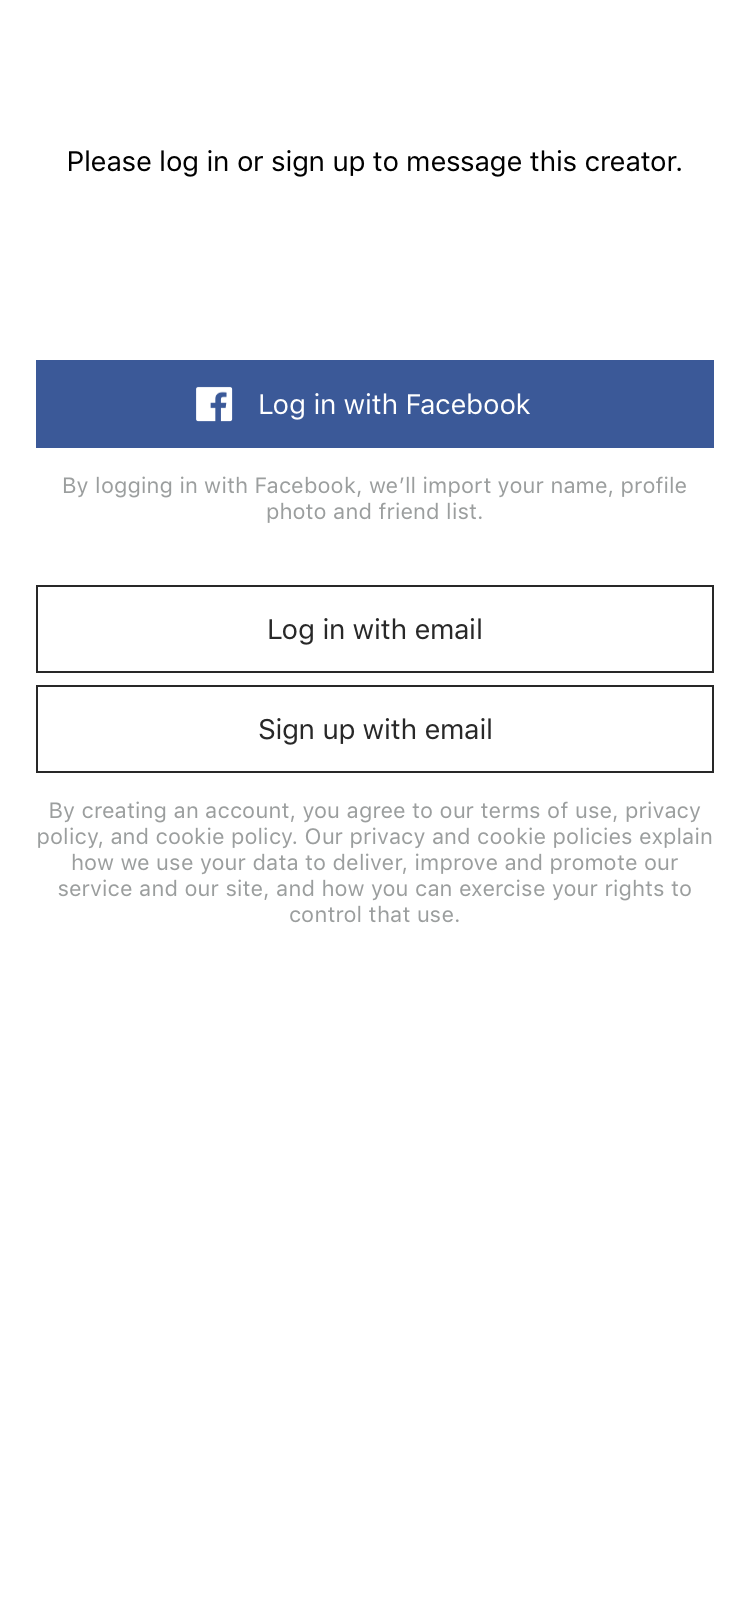 Please log in or sign up to message this creator.
Log in with Facebook
By logging in with Facebook, we’ll import your name, profile
photo and friend list.
Log in with email
Sign up with email
By creating an account, you agree to our terms of use, privacy
policy, and cookie policy. Our privacy and cookie policies explain
how we use your data to deliver, improve and promote our
service and our site, and how you can exercise your rights to
control that use.